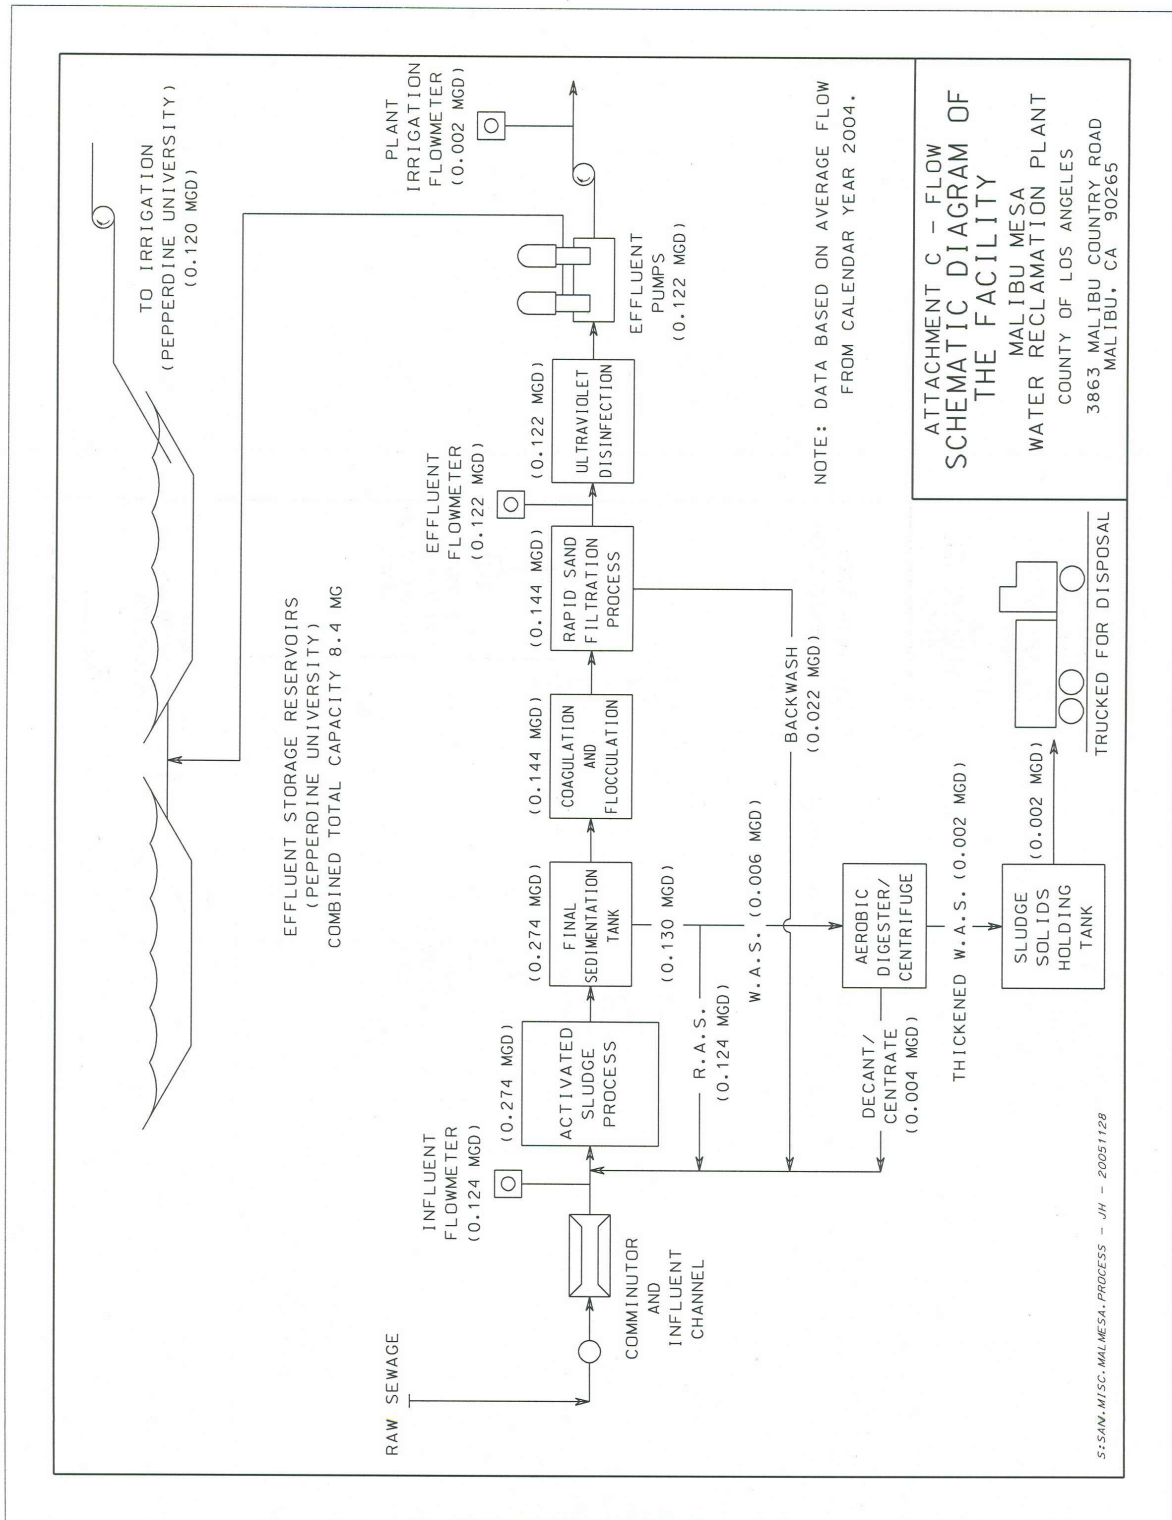 TO IRRIGATION
(PEPPERDINE UNIVERSITY)
(0.120 MGD)
EFFLUENT STORAGE RESERVOIRS
(PEPPERDINE UNIVERSITY)
COMBINED TOTAL CAPACITY 8.4 MG
RAW SEWAGE
COMMINUTOR
AND
INFLUENT
CHANNEL
INFLUENT
FLOWMETER
(0.124 MGD)
(0.274 MGD)
ACTIVATED
SLUDGE
PROCESS
(0.274 MGD)
FINAL
SEDIMENTATION
TANK
(0.144 MGD)
COAGULATION
AND
FLOCCULATION
(0.144 MGD)
RAPID SAND
FILTRATION
PROCESS
EFFLUENT
FLOWMETER
(0.122 MGD)
(0.122 MGD)
ULTRAVIOLET
DISINFECTION
EFFLUENT
PUMPS
(0.122 MGD)
PLANT
IRRIGATION
FLOWMETER
(0.002 MGD)
(0.130 MGD)
R.A.S.
(0.124 MGD)
W.A.S. (0.006 MGD)
BACKWASH
(0.022 MGD)
AEROBIC
DIGESTER/
CENTRIFUGE
DECANT/
CENTRATE
(0.004 MGD)
THICKENED W.A.S. (0.002 MGD)
SLUDGE
SOLIDS
HOLDING
TANK
(0.002 MGD)
TRUCKED FOR DISPOSAL
NOTE: DATA BASED ON AVERAGE FLOW
FROM CALENDAR YEAR 2004.
ATTACHMENT C - FLOW
SCHEMATIC DIAGRAM OF
THE FACILITY
MALIBU MESA
WATER RECLAMATION PLANT
COUNTY OF LOS ANGELES
3863 MALIBU COUNTRY ROAD
MALIBU, CA 90265
S:SAN.MISC.MALMESA.PROCESS - JH - 20051128